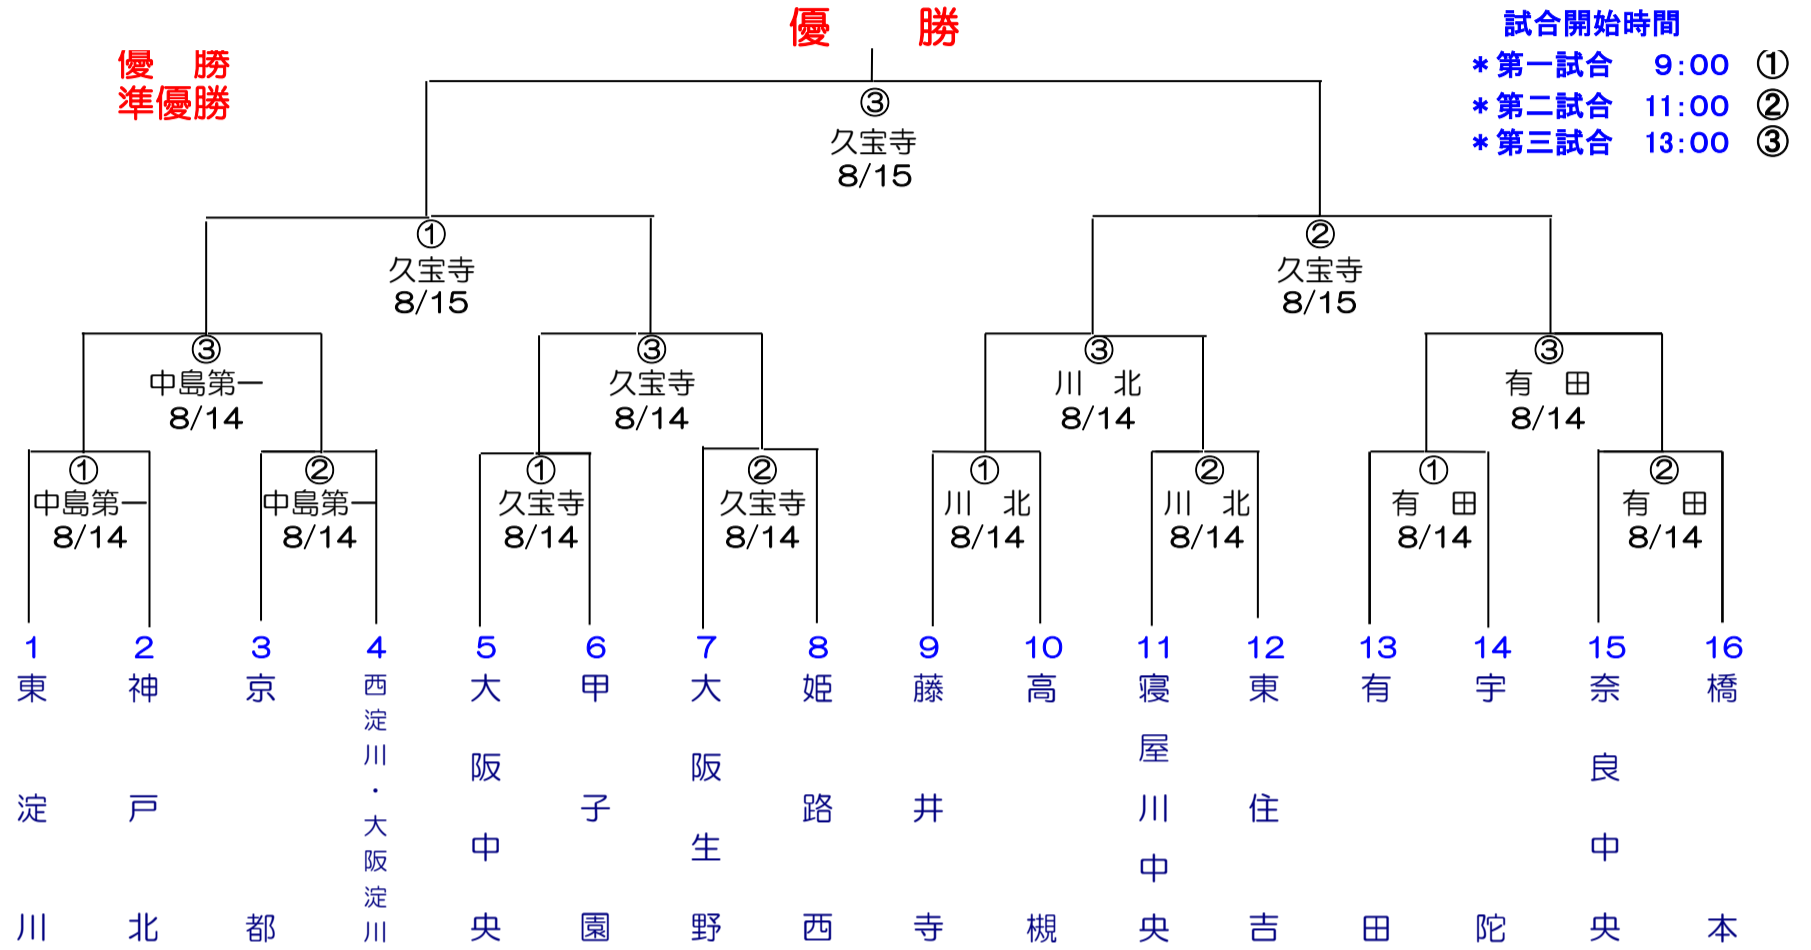 優　勝
試合開始時間
優　勝
準優勝
＊第一試合　9：00　①
＊第二試合　11：00　②
＊第三試合　13：00　③
③
久宝寺
8/15
①
久宝寺
8/15
②
久宝寺
8/15
③
中島第一
8/14
③
久宝寺
8/14
③
川　北
8/14
③
有　田
8/14
①
中島第一
8/14
②
中島第一
8/14
①
久宝寺
8/14
②
久宝寺
8/14
①
川　北
8/14
②
川　北
8/14
①
有　田
8/14
②
有　田
8/14
1
東淀川
2
神戸北
3
京都
4
西淀川・大阪淀川
5
大阪中央
6
甲子園
7
大阪生野
8
姫路西
9
藤井寺
10
高槻
11
寝屋川中央
12
東住吉
13
有田
14
宇陀
15
奈良中央
16
橋本